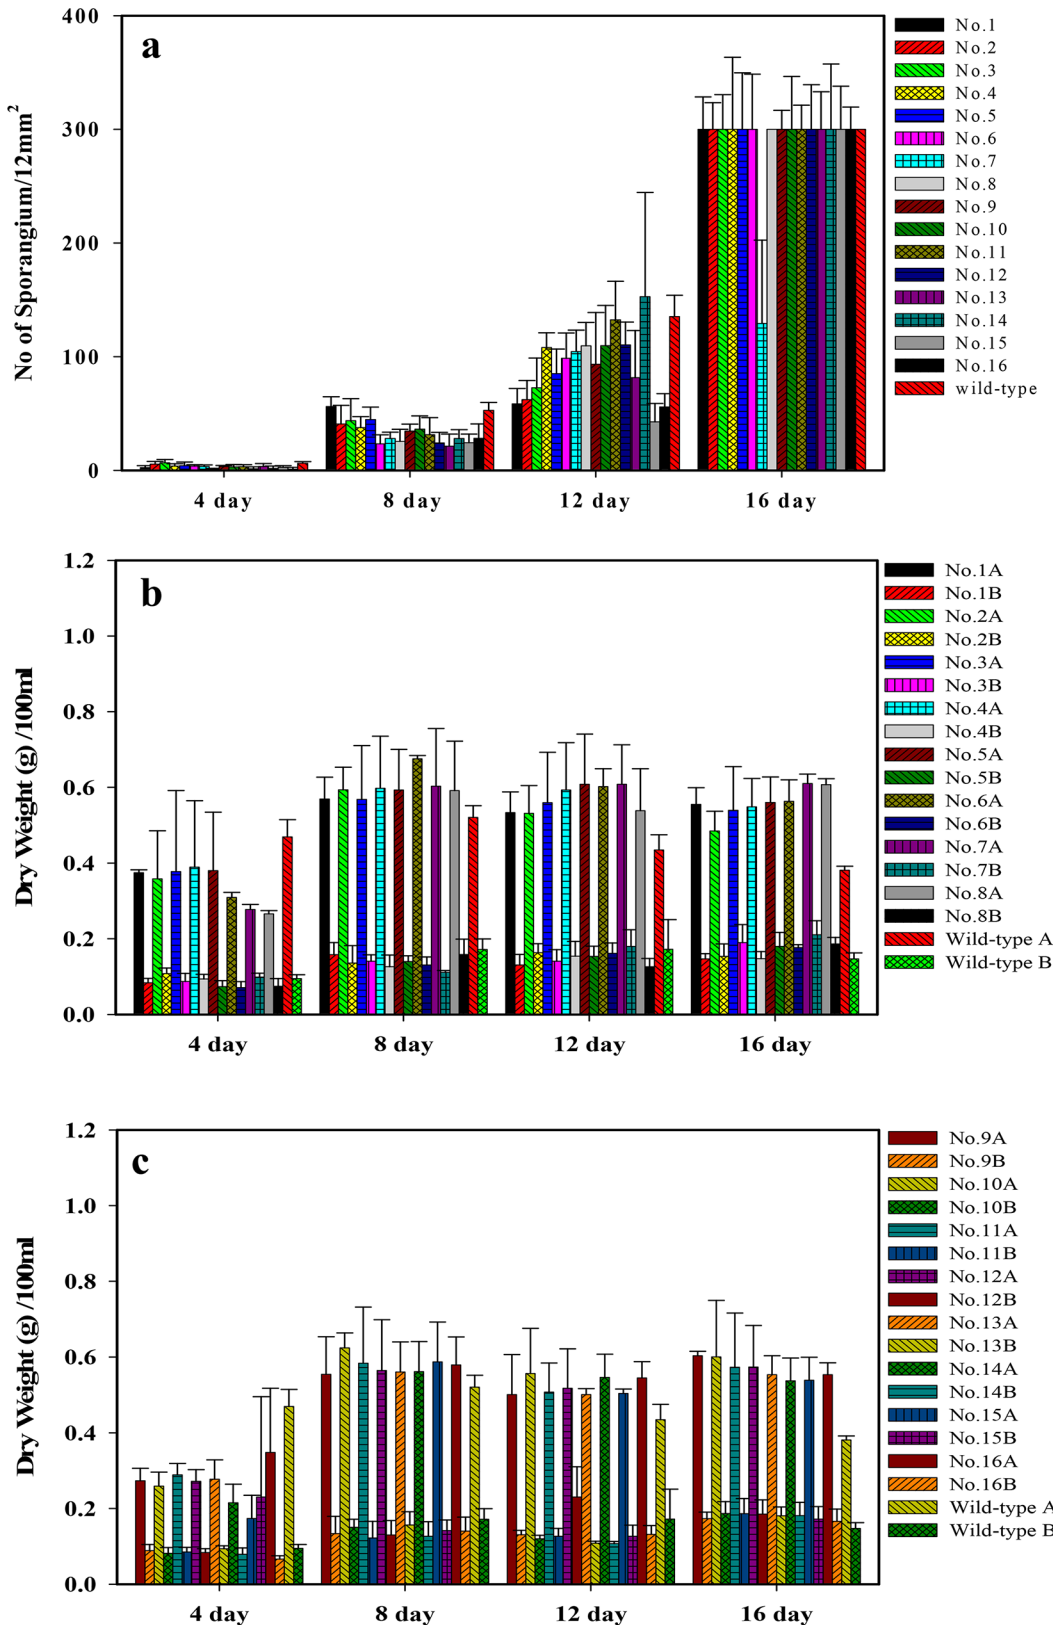 a
No of Sporangium/12mm2
400
300
200
100
0
4 day
8 day
12 day
16 day
No.1
No.2
No.3
No.4
No.5
No.6
No.7
No.8
No.9
No.10
No.11
No.12
No.13
No.14
No.15
No.16
wild-type
b
Dry Weight (g) /100ml
1.2
1.0
0.8
0.6
0.4
0.2
0.0
4 day
8 day
12 day
16 day
No.1A
No.1B
No.2A
No.2B
No.3A
No.3B
No.4A
No.4B
No.5A
No.5B
No.6A
No.6B
No.7A
No.7B
No.8A
No.8B
Wild-type A
Wild-type B
c
Dry Weight (g) /100ml
1.2
1.0
0.8
0.6
0.4
0.2
0.0
4 day
8 day
12 day
16 day
No.9A
No.9B
No.10A
No.10B
No.11A
No.11B
No.12A
No.12B
No.13A
No.13B
No.14A
No.14B
No.15A
No.15B
No.16A
No.16B
Wild-type A
Wild-type B